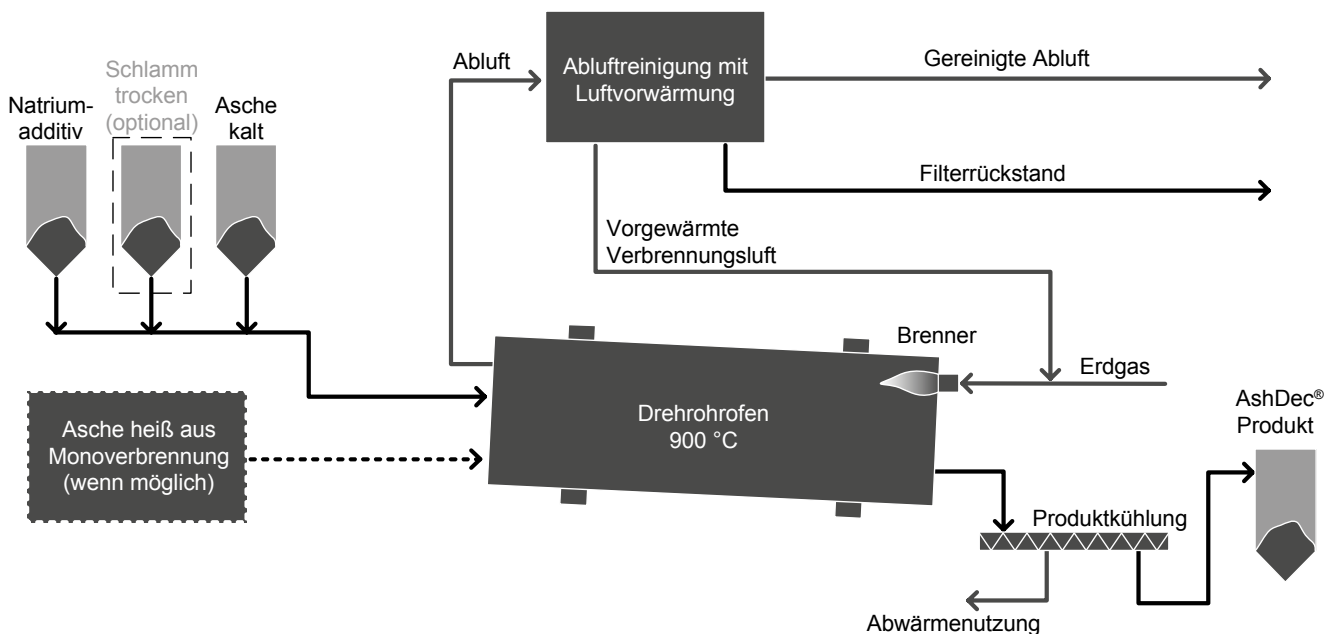 Natrium-
additiv
Schlamm
trocken
(optional)
Asche
kalt
Abluft
Abluftreinigung mit
Luftvorwärmung
Gereinigte Abluft
Filterrückstand
Vorgewärmte
Verbrennungsluft
Brenner
Erdgas
Drehrohrofen
900 °C
Asche heiß aus
Monoverbrennung
(wenn möglich)
AshDec®
Produkt
Produktkühlung
Abwärmenutzung